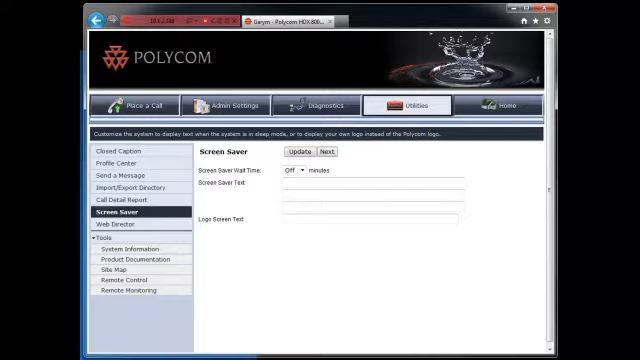 Garym - Polycom HDX 800...
POLYCOM
Place a Call
Admin Settings
Diagnostics
Utilities
Home
Customize the system to display text when the system is in sleep mode, or to display your own logo instead of the Polycom logo.
Closed Caption
Profile Center
Send a Message
Import/Export Directory
Call Detail Report
Screen Saver
Web Director
Tools
System Information
Product Documentation
Site Map
Remote Control
Remote Monitoring
Screen Saver
Update
Next
Screen Saver Wait Time: Off minutes
Screen Saver Text
Logo Screen Text